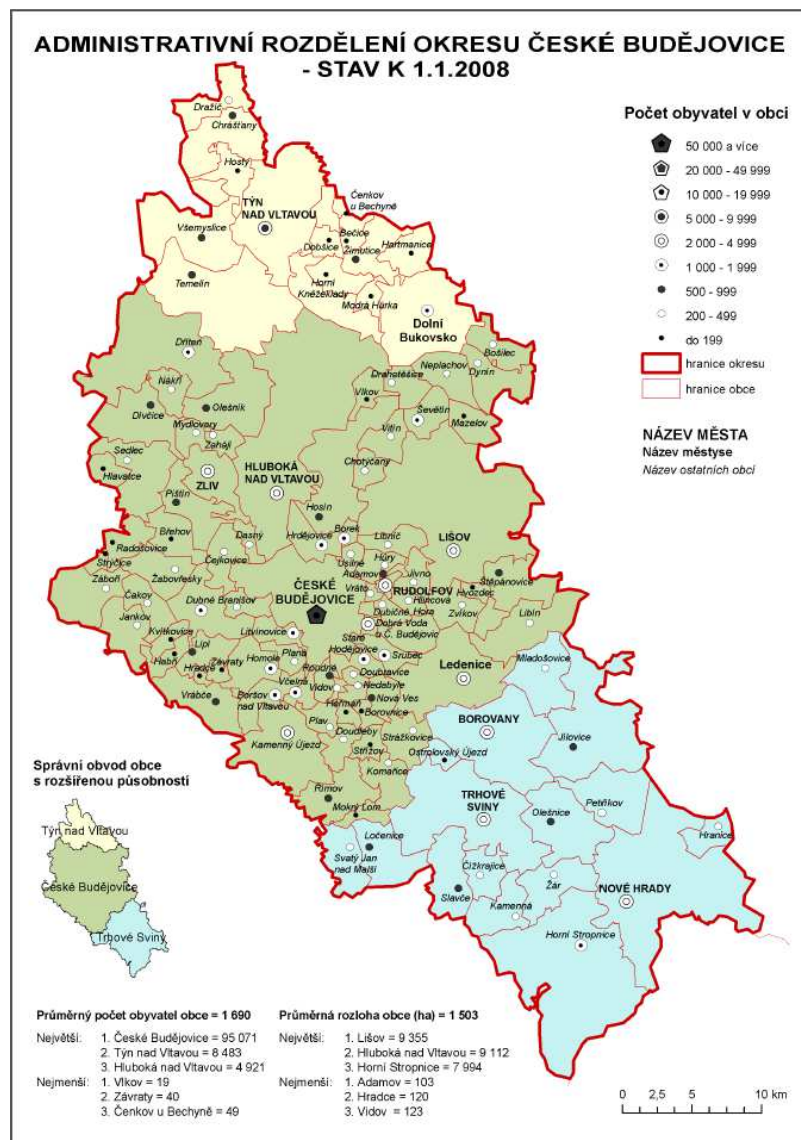 ADMINISTRATIVNÍ ROZDĚLENÍ OKRESU ČESKÉ BUDĚJOVICE
- STAV K 1.1.2008
Počet obyvatel v obci
50 000 a více
20 000 - 49 999
10 000 - 19 999
5 000 - 9 999
2 000 - 4 999
1 000 - 1 999
500 - 999
200 - 499
do 199
hranice okresu
hranice obce
NÁZEV MĚSTA
Název městyse
Název ostatních obcí
Dražíč
Chrášťany
Hosty
TÝN
NAD VLTAVOU
Čenkov
u Bechyně
Všemyslice
Bečice
Dobšice
Žimutice
Hartmanice
Temelín
Horní
Kněžeklady
Modrá Hůrka
Dolní
Bukovsko
Bošilec
Dříteň
Neplachov
Dynín
Drahotěšice
Nákří
Vlkov
Dívčice
Olešník
Ševětín
Mazelov
Mydlovary
Zahájí
Vitín
Sedlec
Chotýčany
Hlavatce
ZLIV
HLUBOKÁ
NAD VLTAVOU
Pištín
Hosín
Břehov
Radošovice
Dasný
Hrdějovice
Borek
Libníč
LIŠOV
Strýčice
Čejkovice
Úsilné
Hůry
Záboří
Žabovřesky
Adamov
Jivno
Štěpánovice
ČESKÉ
BUDĚJOVICE
Vráto
RUDOLFOV
Hvozdec
Hlincová
Hora
Čakov
Dubné
Branišov
Dubičné
Zvíkov
Libín
Jankov
Dobrá Voda
u Č. Budějovic
Litvínovice
Kvítkovice
Staré
Hodějovice
Lipí
Srubec
Habří
Závraty
Homole
Planá
Roudné
Doubravice
Ledenice
Mladošovice
Hradce
Včelná
Vidov
Nedabyle
Vrábče
Boršov
nad Vltavou
Nová Ves
Heřmaň
Borovnice
Kamenný Újezd
Plav
Doudleby
Strážkovice
BOROVANY
Jílovice
Střížov
Ostrolovský Újezd
Komařice
Římov
Mokrý Lom
TRHOVÉ
SVINY
Olešnice
Petříkov
Hranice
Ločenice
Svatý Jan
nad Malší
Čížkrajice
Žár
Slavče
Kamenná
NOVÉ HRADY
Horní Stropnice
Správní obvod obce
s rozšířenou působností
Týn nad Vltavou
České Budějovice
Trhové Sviny
Průměrný počet obyvatel obce = 1 690
Největší: 1. České Budějovice = 95 071
2. Týn nad Vltavou = 8 483
3. Hluboká nad Vltavou = 4 921
Nejmenší: 1. Vlkov = 19
2. Závraty = 40
3. Čenkov u Bechyně = 49
Průměrná rozloha obce (ha) = 1 503
Největší: 1. Lišov = 9 355
2. Hluboká nad Vltavou = 9 112
3. Horní Stropnice = 7 994
Nejmenší: 1. Adamov = 103
2. Hradce = 120
3. Vidov = 123
0 2,5 5 10 km